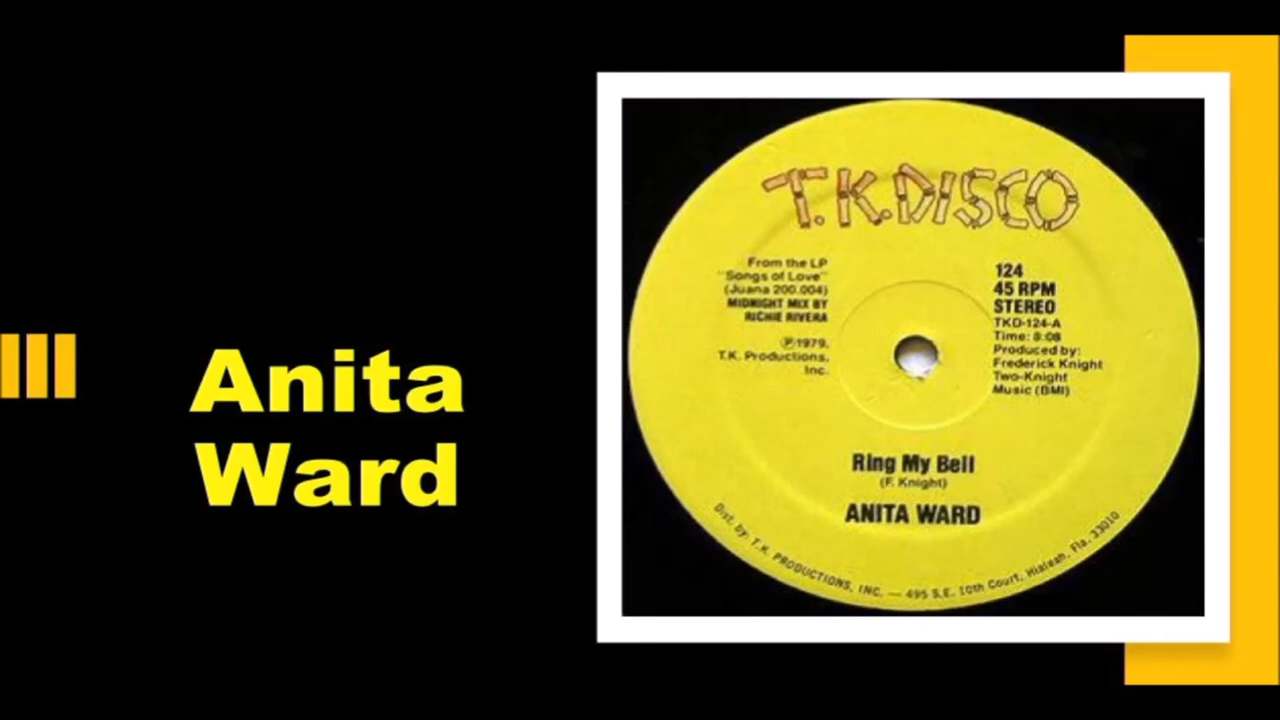 Anita
Ward
T.K.DISCO
From the LP
"Songs of Love"
(Juana 200.004)
MIDNIGHT MIX BY
RICHIE RIVERA
Ⓟ1979,
T.K. Productions,
Inc.
124
45 RPM
STEREO
TKD-124-A
Time: 8:08
Produced by:
Frederick Knight
Two-Knight
Music (BMI)
Ring My Bell
(F. Knight)
ANITA WARD
Dist. by: T.K. PRODUCTIONS, INC. — 495 S.E. 10th Court, Hialeah, Fla. 33010